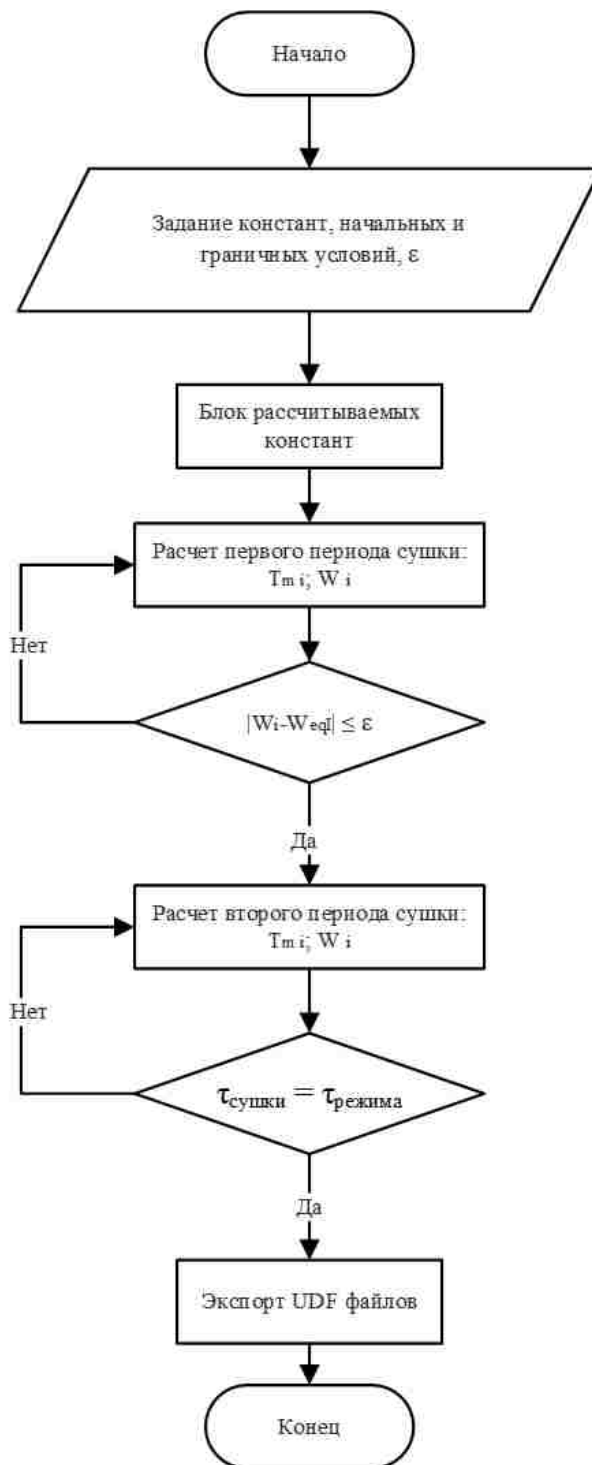 Начало
Задание констант, начальных и
граничных условий, ε
Блок рассчитываемых
констант
Расчет первого периода сушки:
Tm i; W i
Нет
|Wi-WeqI| ≤ ε
Да
Расчет второго периода сушки:
Tm i; W i
Нет
τсушки = τрежима
Да
Экспорт UDF файлов
Конец